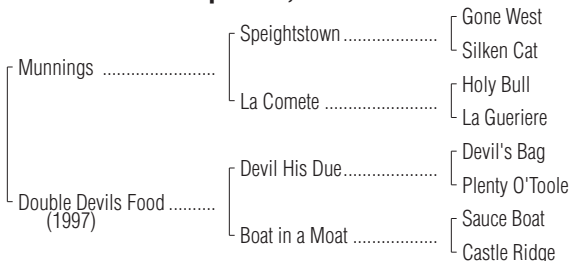 Gone West
Speightstown
Silken Cat
Munnings
Holy Bull
La Comete
La Gueriere
Devil's Bag
Devil His Due
Plenty O'Toole
Double Devils Food
(1997)
Sauce Boat
Boat in a Moat
Castle Ridge